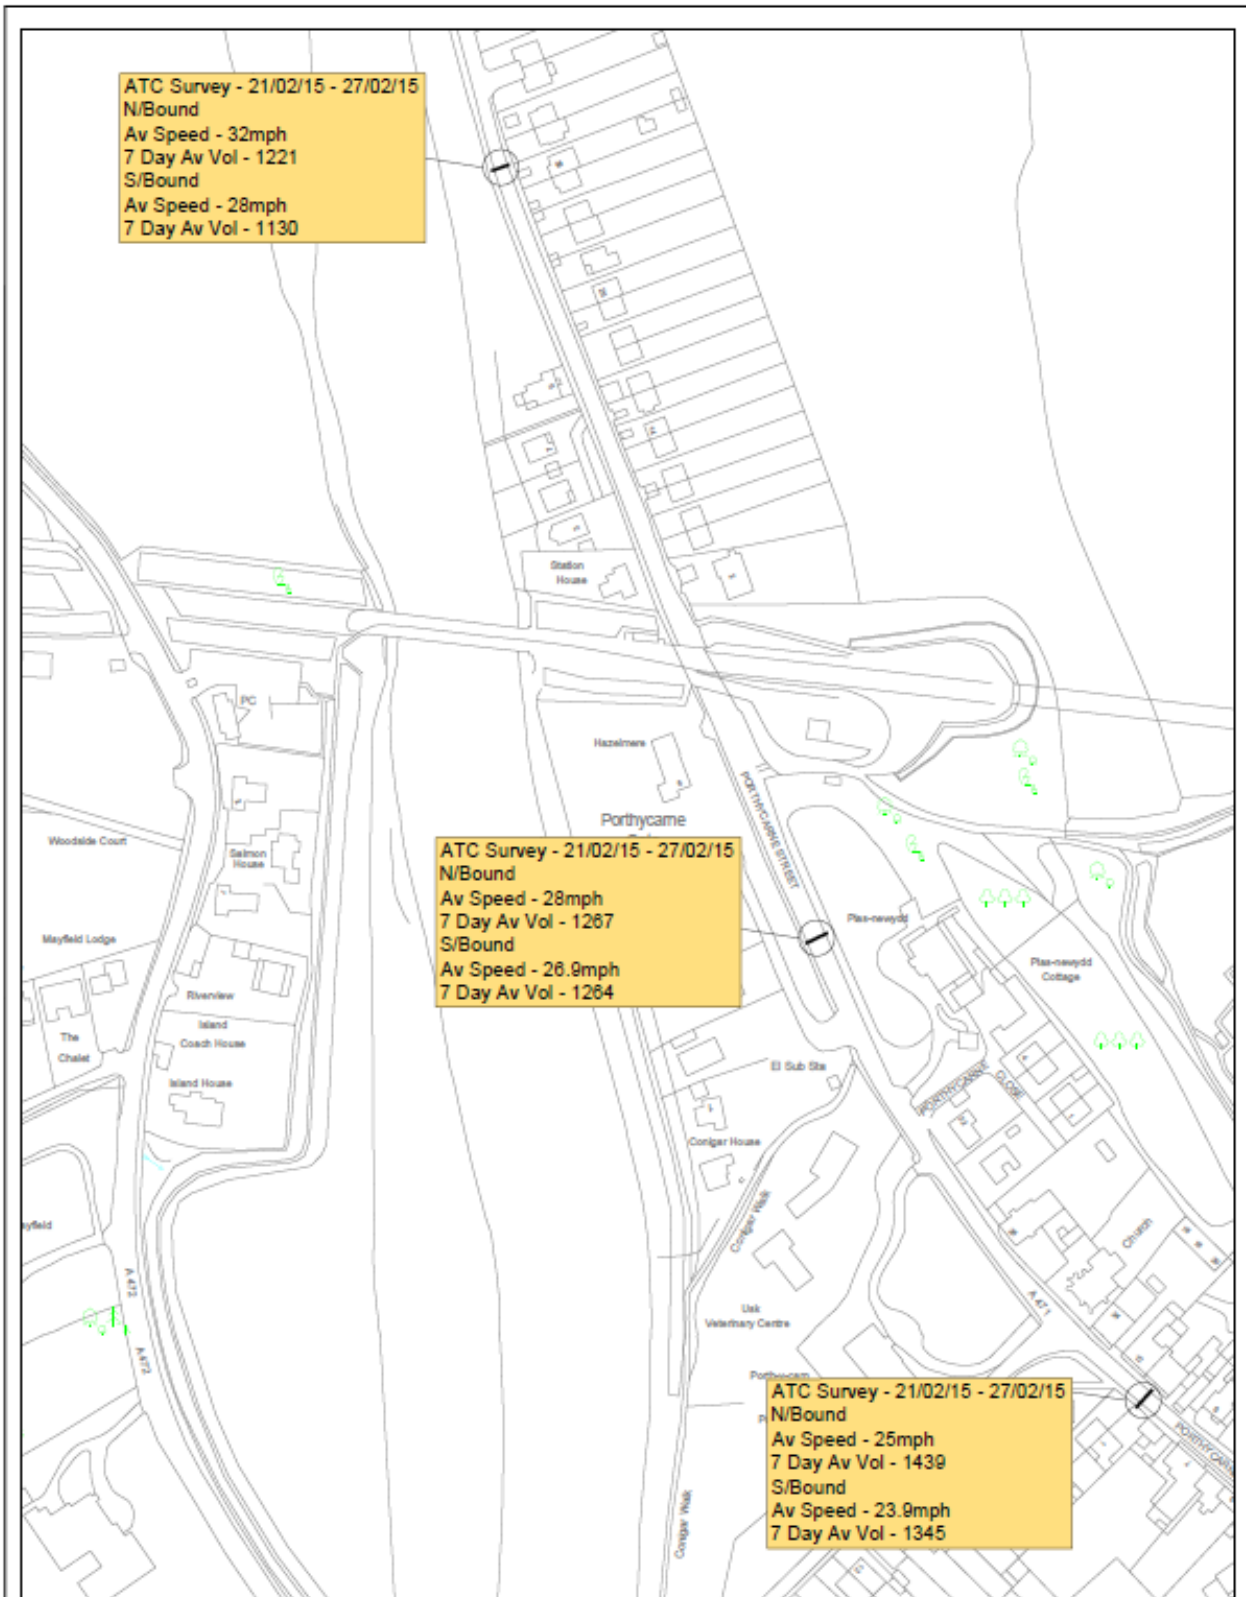 ATC Survey - 21/02/15 - 27/02/15
N/Bound
Av Speed - 32mph
7 Day Av Vol - 1221
S/Bound
Av Speed - 28mph
7 Day Av Vol - 1130
Station
House
PC
Hazelmere
PORTHYCARNE STREET
Porthycarne
Woodside Court
Salmon
House
ATC Survey - 21/02/15 - 27/02/15
N/Bound
Av Speed - 28mph
7 Day Av Vol - 1267
S/Bound
Av Speed - 26.9mph
7 Day Av Vol - 1264
Plas-newydd
Mayfield Lodge
Plas-newydd
Cottage
Riverview
Island
Coach House
The
Chalet
Island House
El Sub Sta
PORTHYCARNE CLOSE
Conigar House
Conigar Walk
Church
ayfield
A 472
A 471
A 472
Usk
Veterinary Centre
Porthycarn
ATC Survey - 21/02/15 - 27/02/15
N/Bound
Av Speed - 25mph
7 Day Av Vol - 1439
S/Bound
Av Speed - 23.9mph
7 Day Av Vol - 1345
Conigar Walk